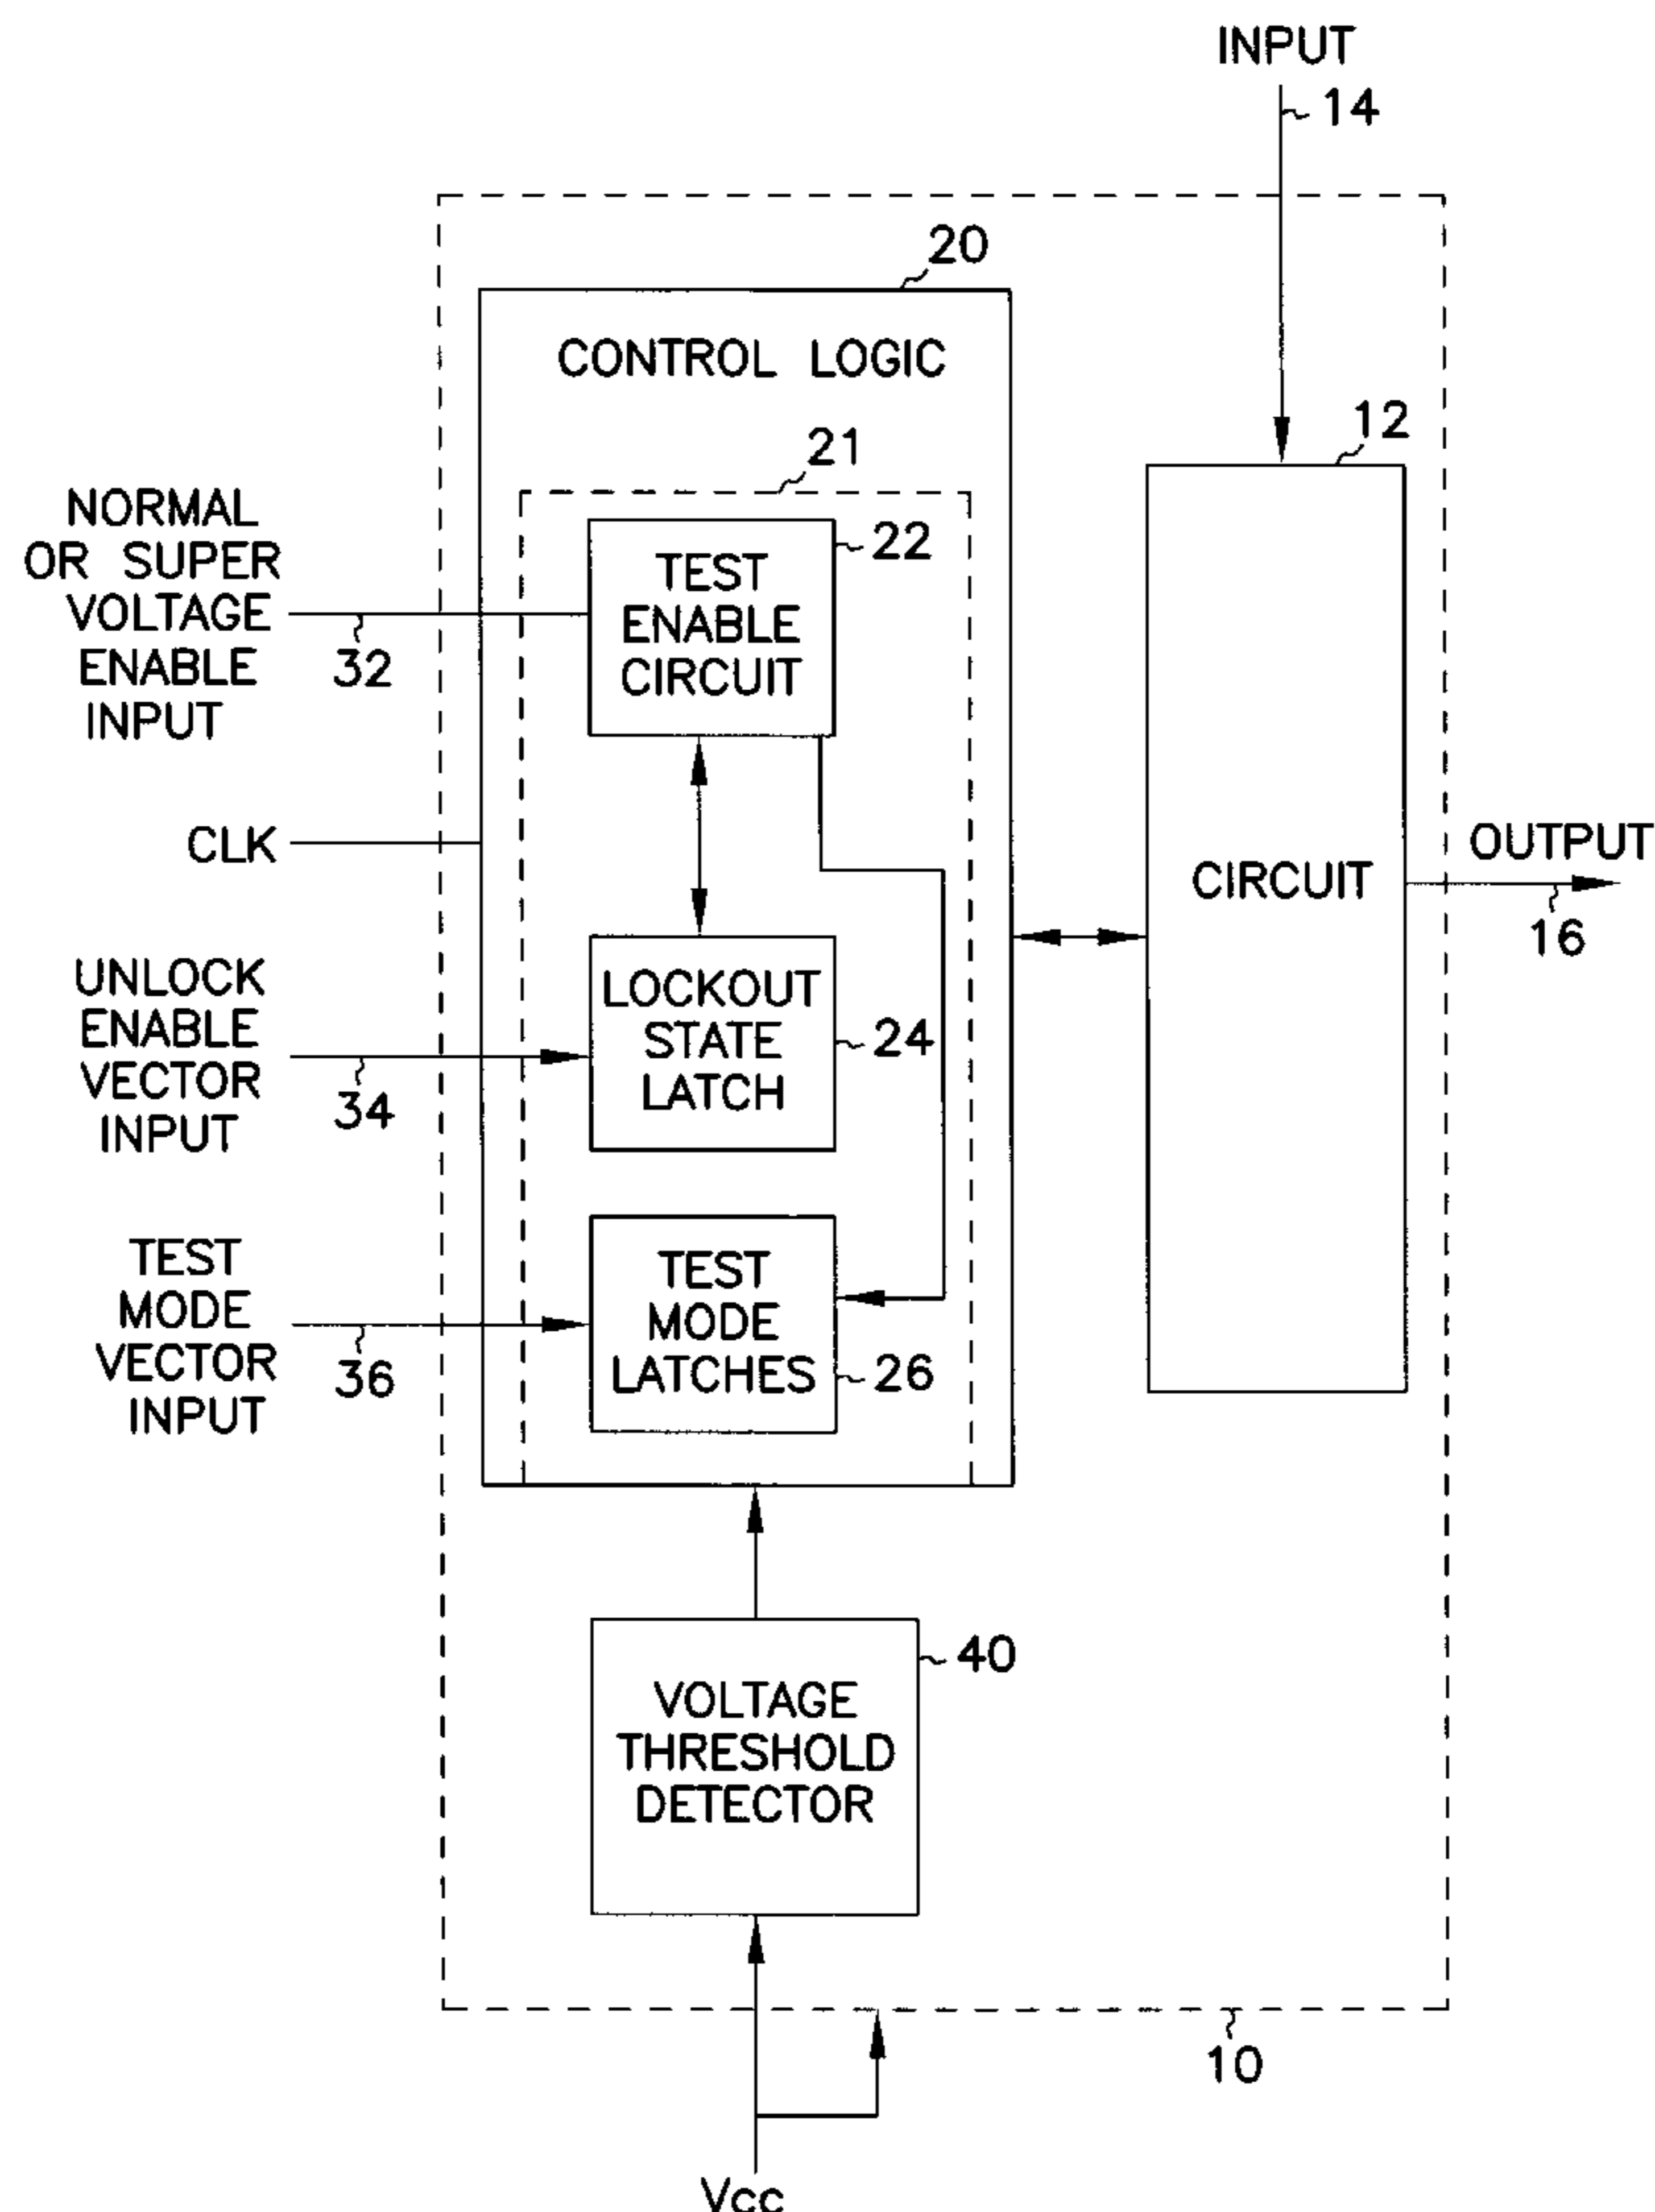 INPUT
14
20
CONTROL LOGIC
12
21
NORMAL
OR SUPER
VOLTAGE
ENABLE
INPUT
32
TEST
ENABLE
CIRCUIT
22
CLK
CIRCUIT
OUTPUT
16
UNLOCK
ENABLE
VECTOR
INPUT
34
LOCKOUT
STATE
LATCH
24
TEST
MODE
VECTOR
INPUT
36
TEST
MODE
LATCHES
26
40
VOLTAGE
THRESHOLD
DETECTOR
10
Vcc